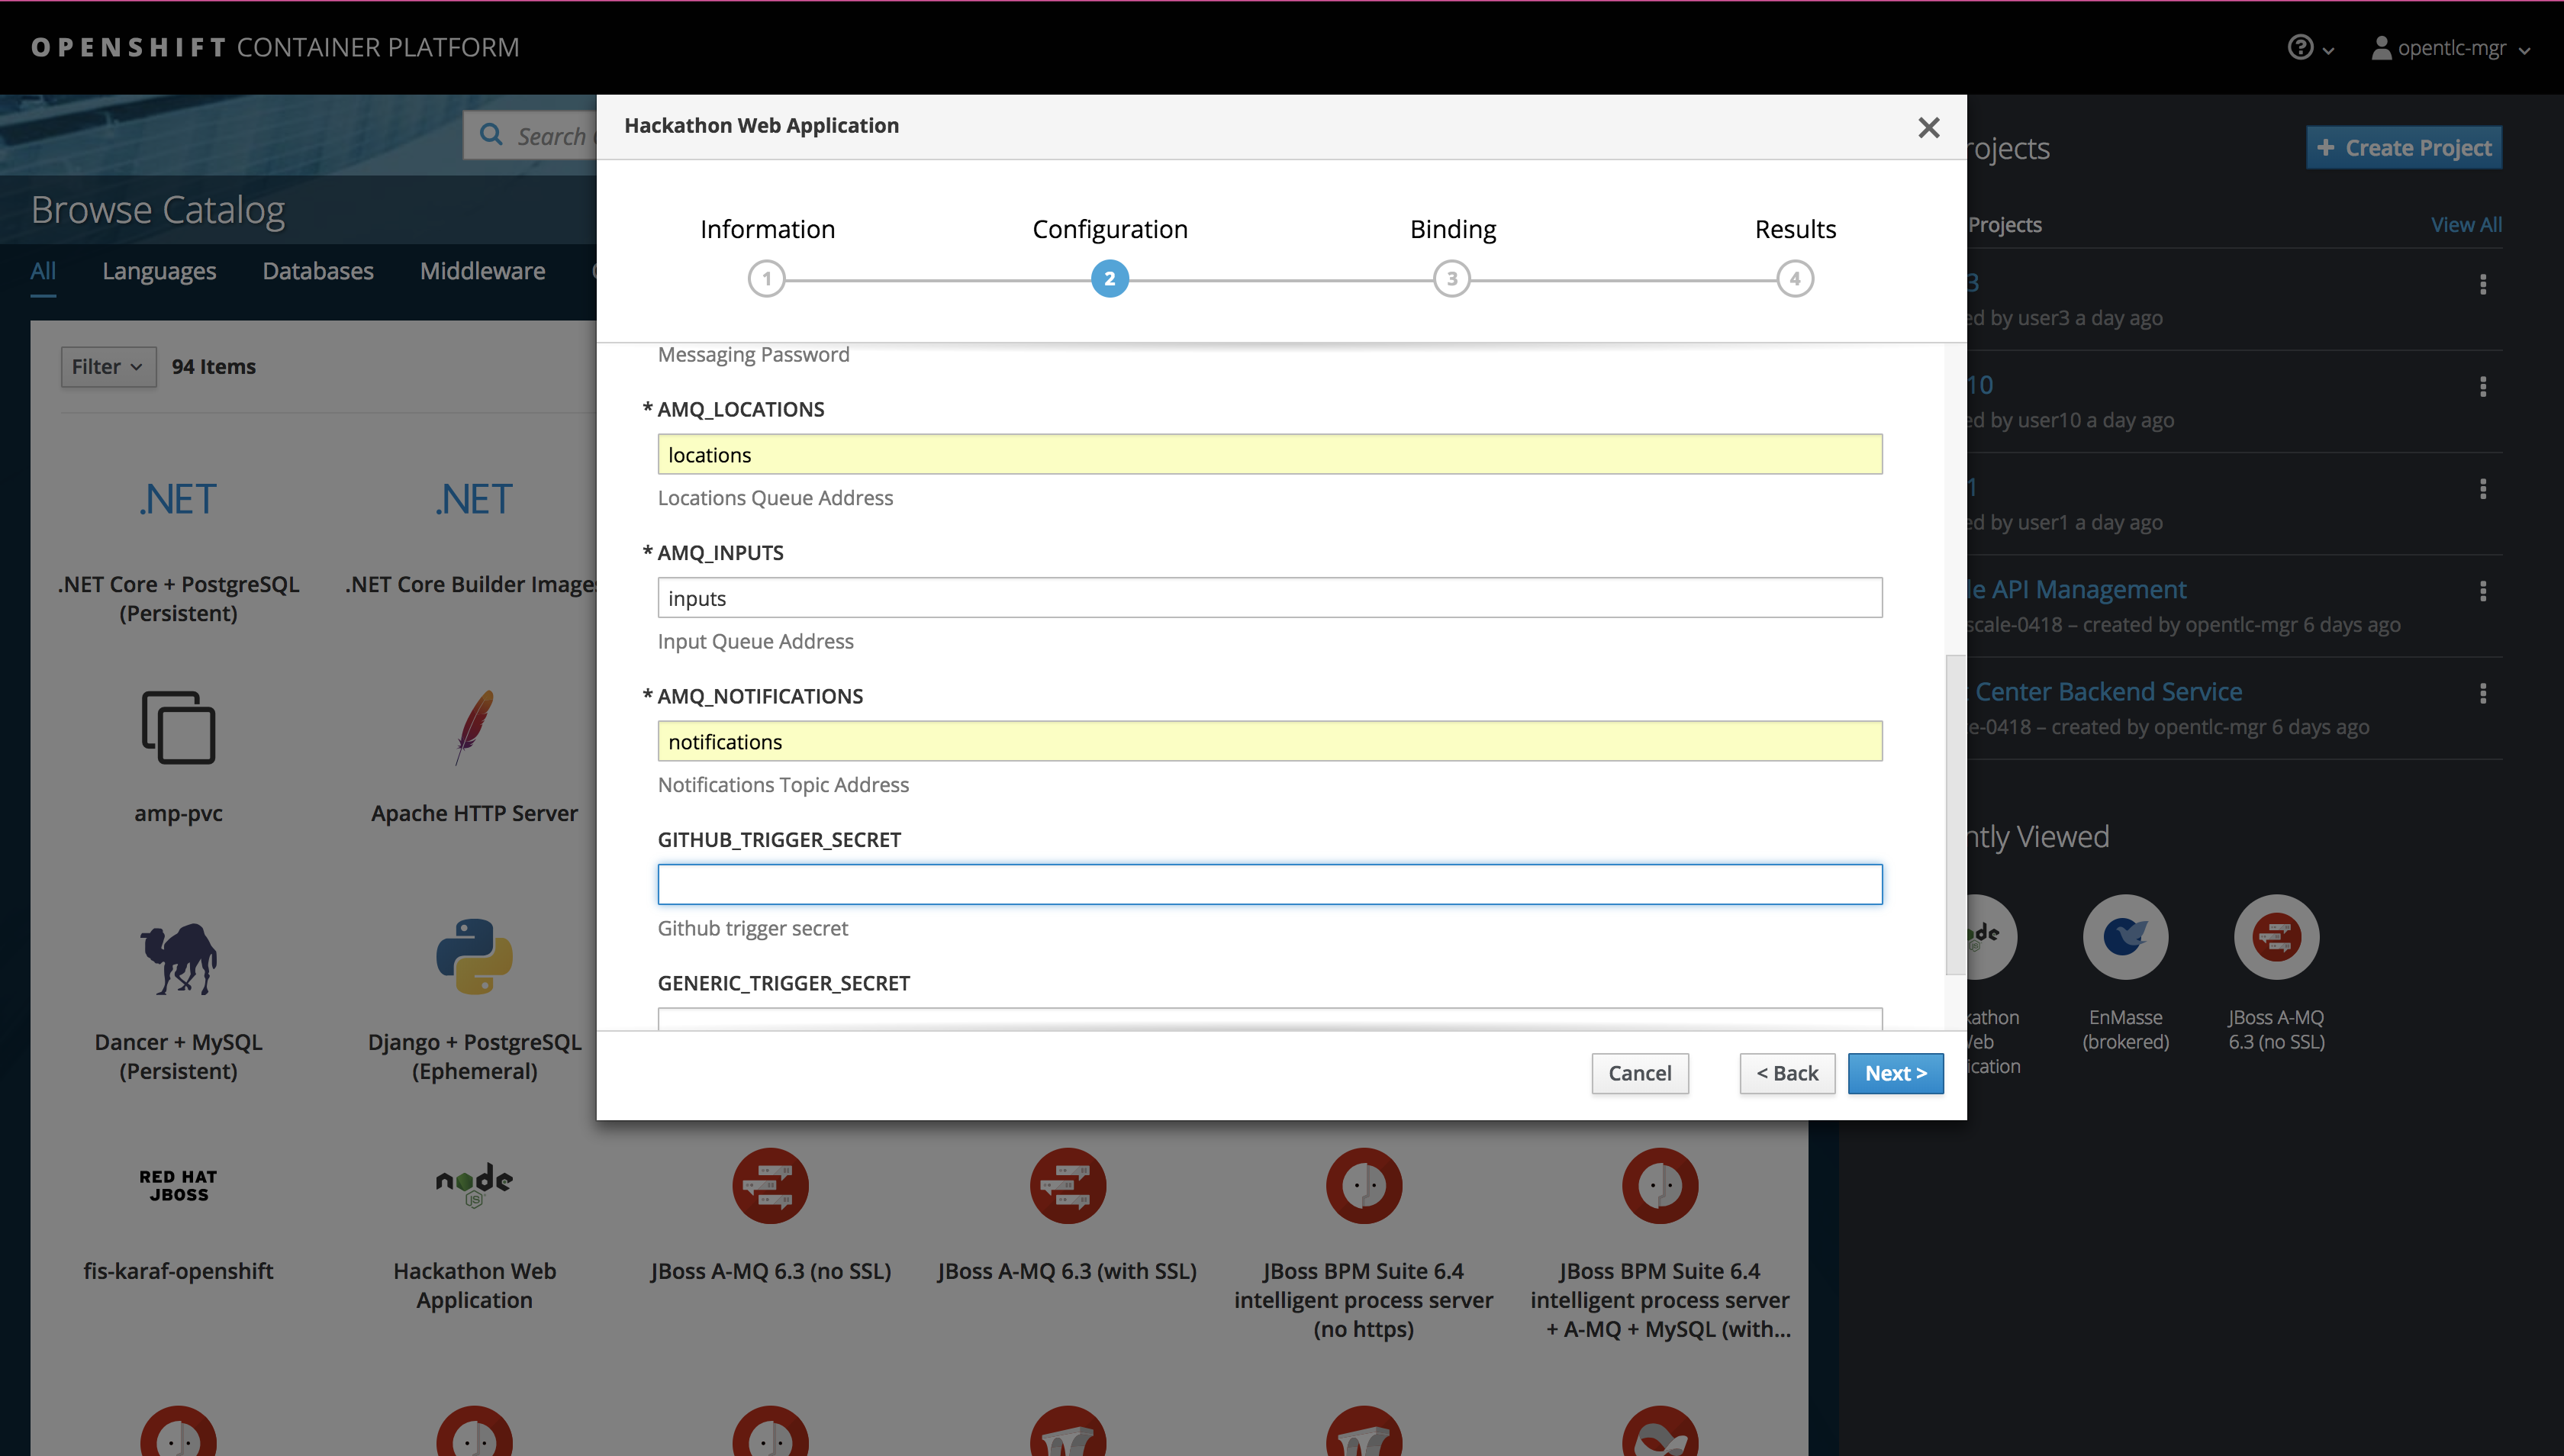 OPENSHIFT CONTAINER PLATFORM
opentlc-mgr
Search
Browse Catalog
All Languages Databases Middleware
Filter
94 Items
.NET
.NET
.NET Core + PostgreSQL
(Persistent)
.NET Core Builder Images
amp-pvc
Apache HTTP Server
Dancer + MySQL
(Persistent)
Django + PostgreSQL
(Ephemeral)
RED HAT
JBOSS
node
JS
fis-karaf-openshift
Hackathon Web
Application
JBoss A-MQ 6.3 (no SSL)
JBoss A-MQ 6.3 (with SSL)
JBoss BPM Suite 6.4
intelligent process server
(no https)
JBoss BPM Suite 6.4
intelligent process server
+ A-MQ + MySQL (with...
Hackathon Web Application
Information
Configuration
Binding
Results
1
2
3
4
Messaging Password
* AMQ_LOCATIONS
locations
Locations Queue Address
* AMQ_INPUTS
inputs
Input Queue Address
* AMQ_NOTIFICATIONS
notifications
Notifications Topic Address
GITHUB_TRIGGER_SECRET
Github trigger secret
GENERIC_TRIGGER_SECRET
Cancel
< Back
Next >
rojects
+ Create Project
Projects
View All
3
ed by user3 a day ago
10
ed by user10 a day ago
1
ed by user1 a day ago
le API Management
scale-0418 – created by opentlc-mgr 6 days ago
Center Backend Service
e-0418 – created by opentlc-mgr 6 days ago
ntly Viewed
de
kathon
Web
ication
EnMasse
(brokered)
JBoss A-MQ
6.3 (no SSL)